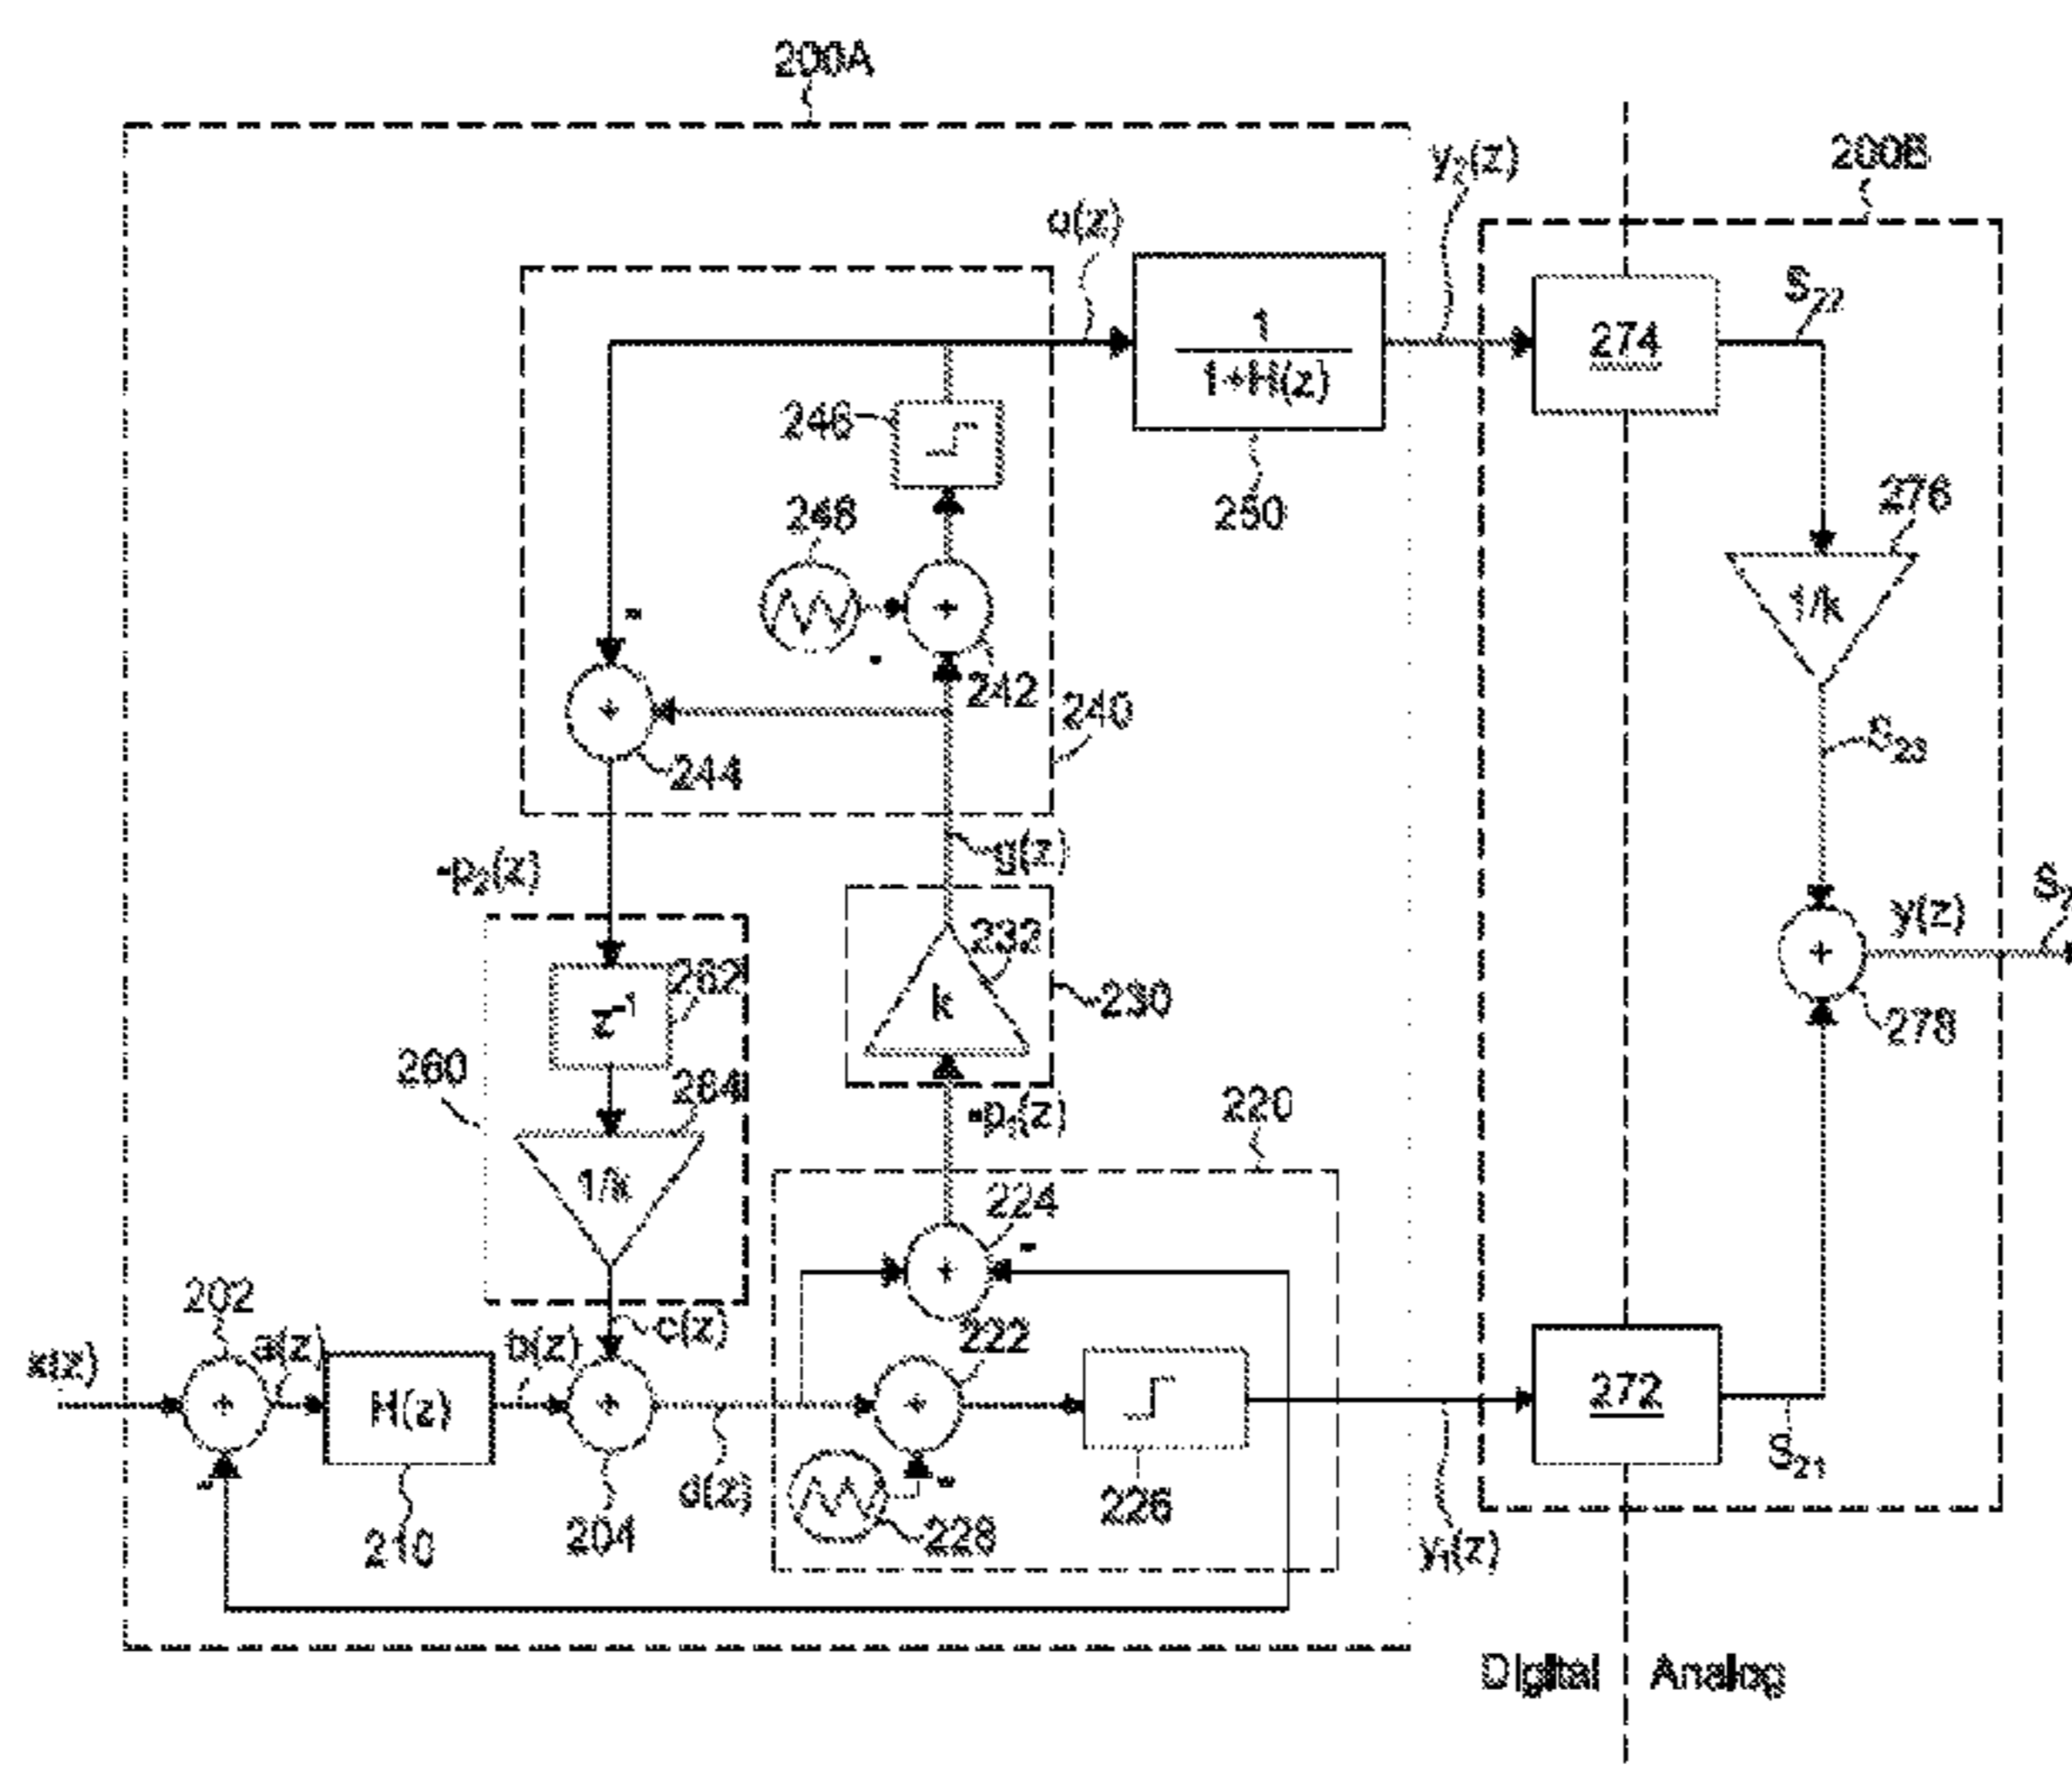 200A
y₂(z)
200B
o(z)
S₂₂
1
1+H(z)
274
246
250
248
276
1/k
242
240
244
S₂₃
g(z)
-p₂(z)
232
y(z)
262
k
230
z⁻¹
278
260
264
-p₁(z)
220
1/k
224
202
c(z)
222
x(z)
a(z)
b(z)
H(z)
272
d(z)
S₂₁
210
204
228
226
y₁(z)
Digital
Analog